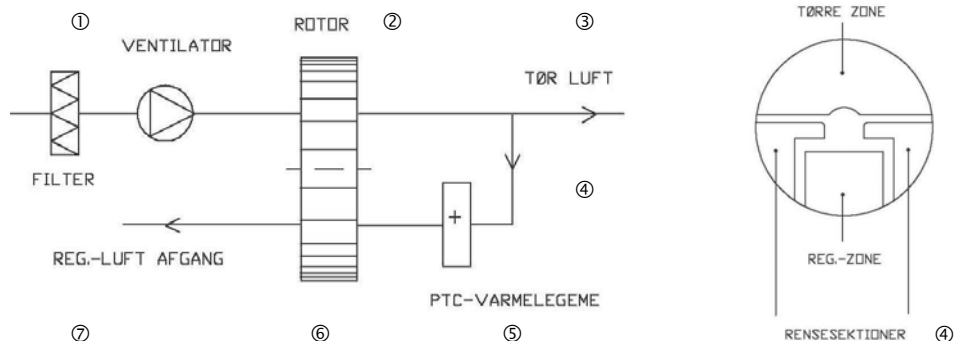 ① ② ③
ROTOR
VENTILATOR
TØR LUFT
FILTER
④
+
REG.-LUFT AFGANG
PTC-VARMELEGEME
⑦ ⑥ ⑤
TØRRE ZONE
REG.-ZONE
RENSESEKTIONER ④